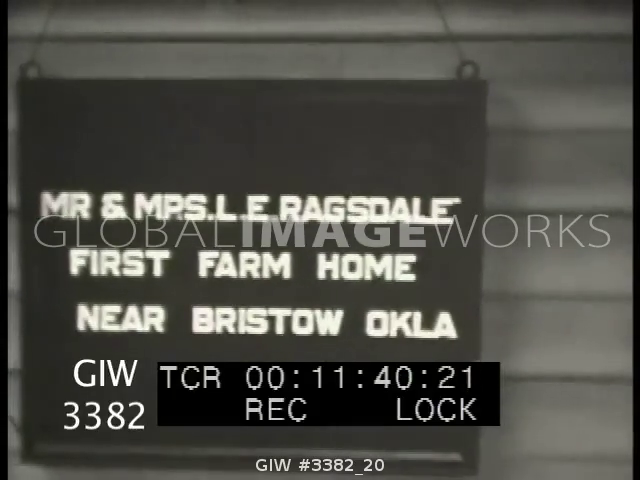 MR & MRS. L. E. RAGSDALE
GLOBALIMAGEWORKS
FIRST FARM HOME
NEAR BRISTOW OKLA
GIW
3382
TCR 00:11:40:21
REC LOCK
GIW #3382_20